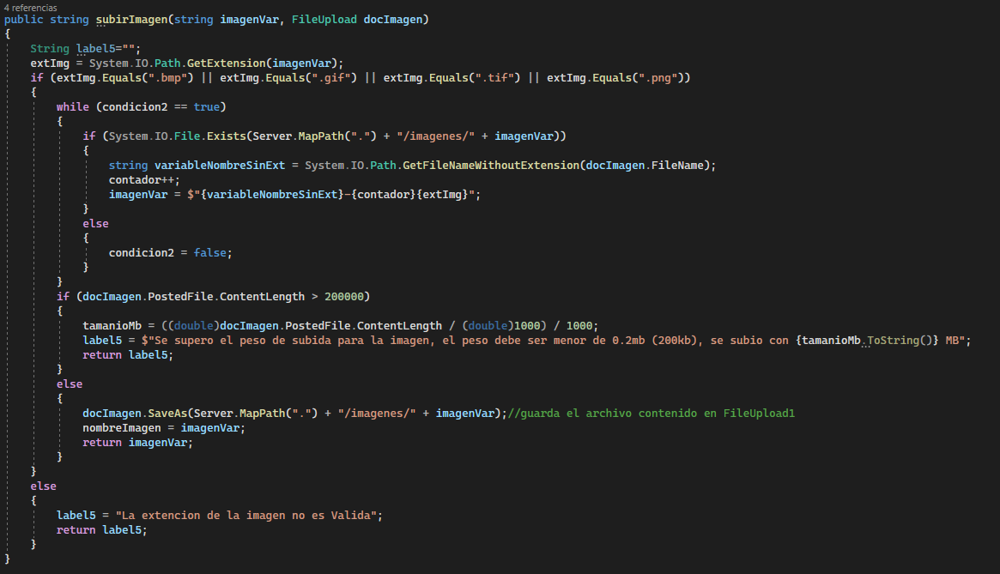 4 referencias
public string subirImagen(string imagenVar, FileUpload docImagen)
{
String label5="";
extImg = System.IO.Path.GetExtension(imagenVar);
if (extImg.Equals(".bmp") || extImg.Equals(".gif") || extImg.Equals(".tif") || extImg.Equals(".png"))
{
while (condicion2 == true)
{
if (System.IO.File.Exists(Server.MapPath(".") + "/imagenes/" + imagenVar))
{
string variableNombreSinExt = System.IO.Path.GetFileNameWithoutExtension(docImagen.FileName);
contador++;
imagenVar = $"{variableNombreSinExt}-{contador}{extImg}";
}
else
{
condicion2 = false;
}
}
if (docImagen.PostedFile.ContentLength > 200000)
{
tamanioMb = ((double)docImagen.PostedFile.ContentLength / (double)1000) / 1000;
label5 = $"Se supero el peso de subida para la imagen, el peso debe ser menor de 0.2mb (200kb), se subio con {tamanioMb.ToString()} MB";
return label5;
}
else
{
docImagen.SaveAs(Server.MapPath(".") + "/imagenes/" + imagenVar);//guarda el archivo contenido en FileUpload1
nombreImagen = imagenVar;
return imagenVar;
}
}
else
{
label5 = "La extencion de la imagen no es Valida";
return label5;
}
}